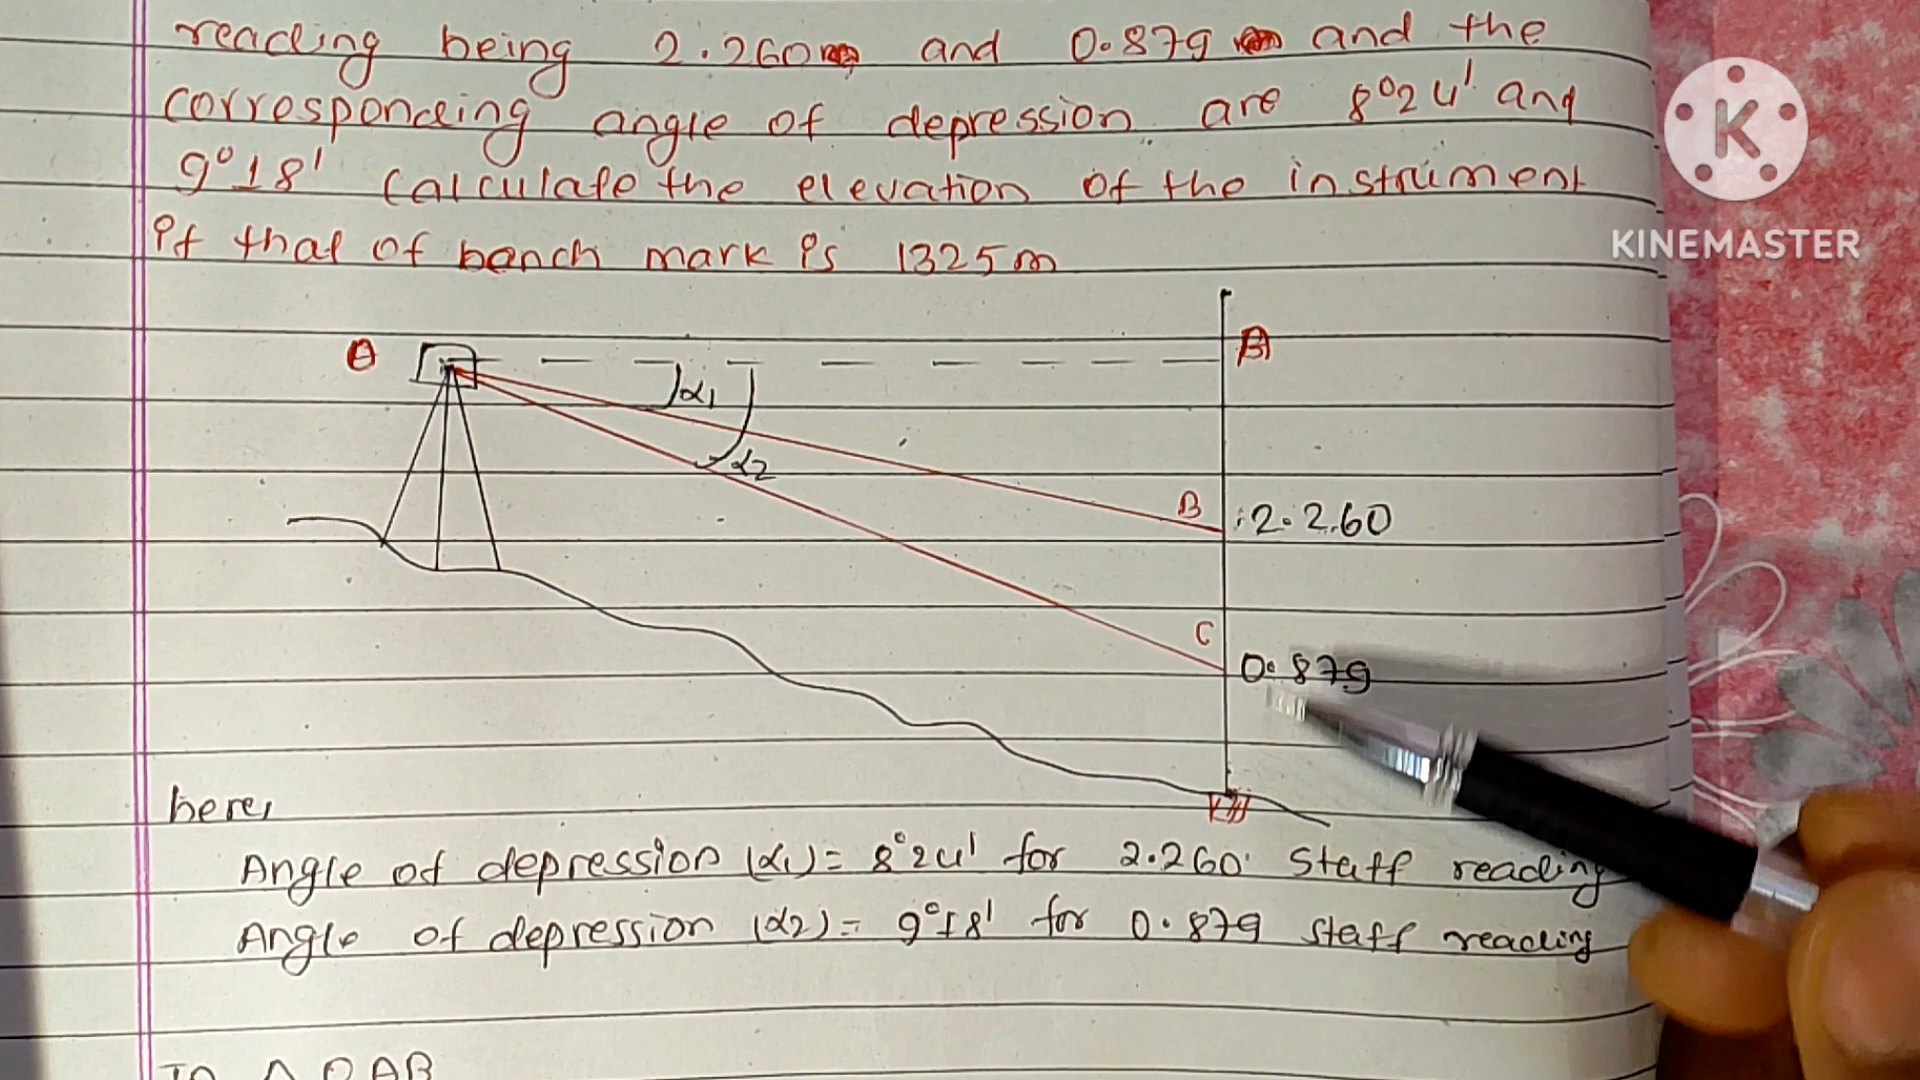 reading being 2.260m and 0.879 m and the
corresponding angle of depression are 8°24' and
9°18' Calculate the elevation of the instrument
if that of bench mark is 1325m
K
KINEMASTER
O
A
α1
α2
B
2.260
C
0.879
here,
Angle of depression (α1) = 8°24' for 2.260 Staff reading
Angle of depression (α2) = 9°18' for 0.879 Staff reading
In Δ OAB